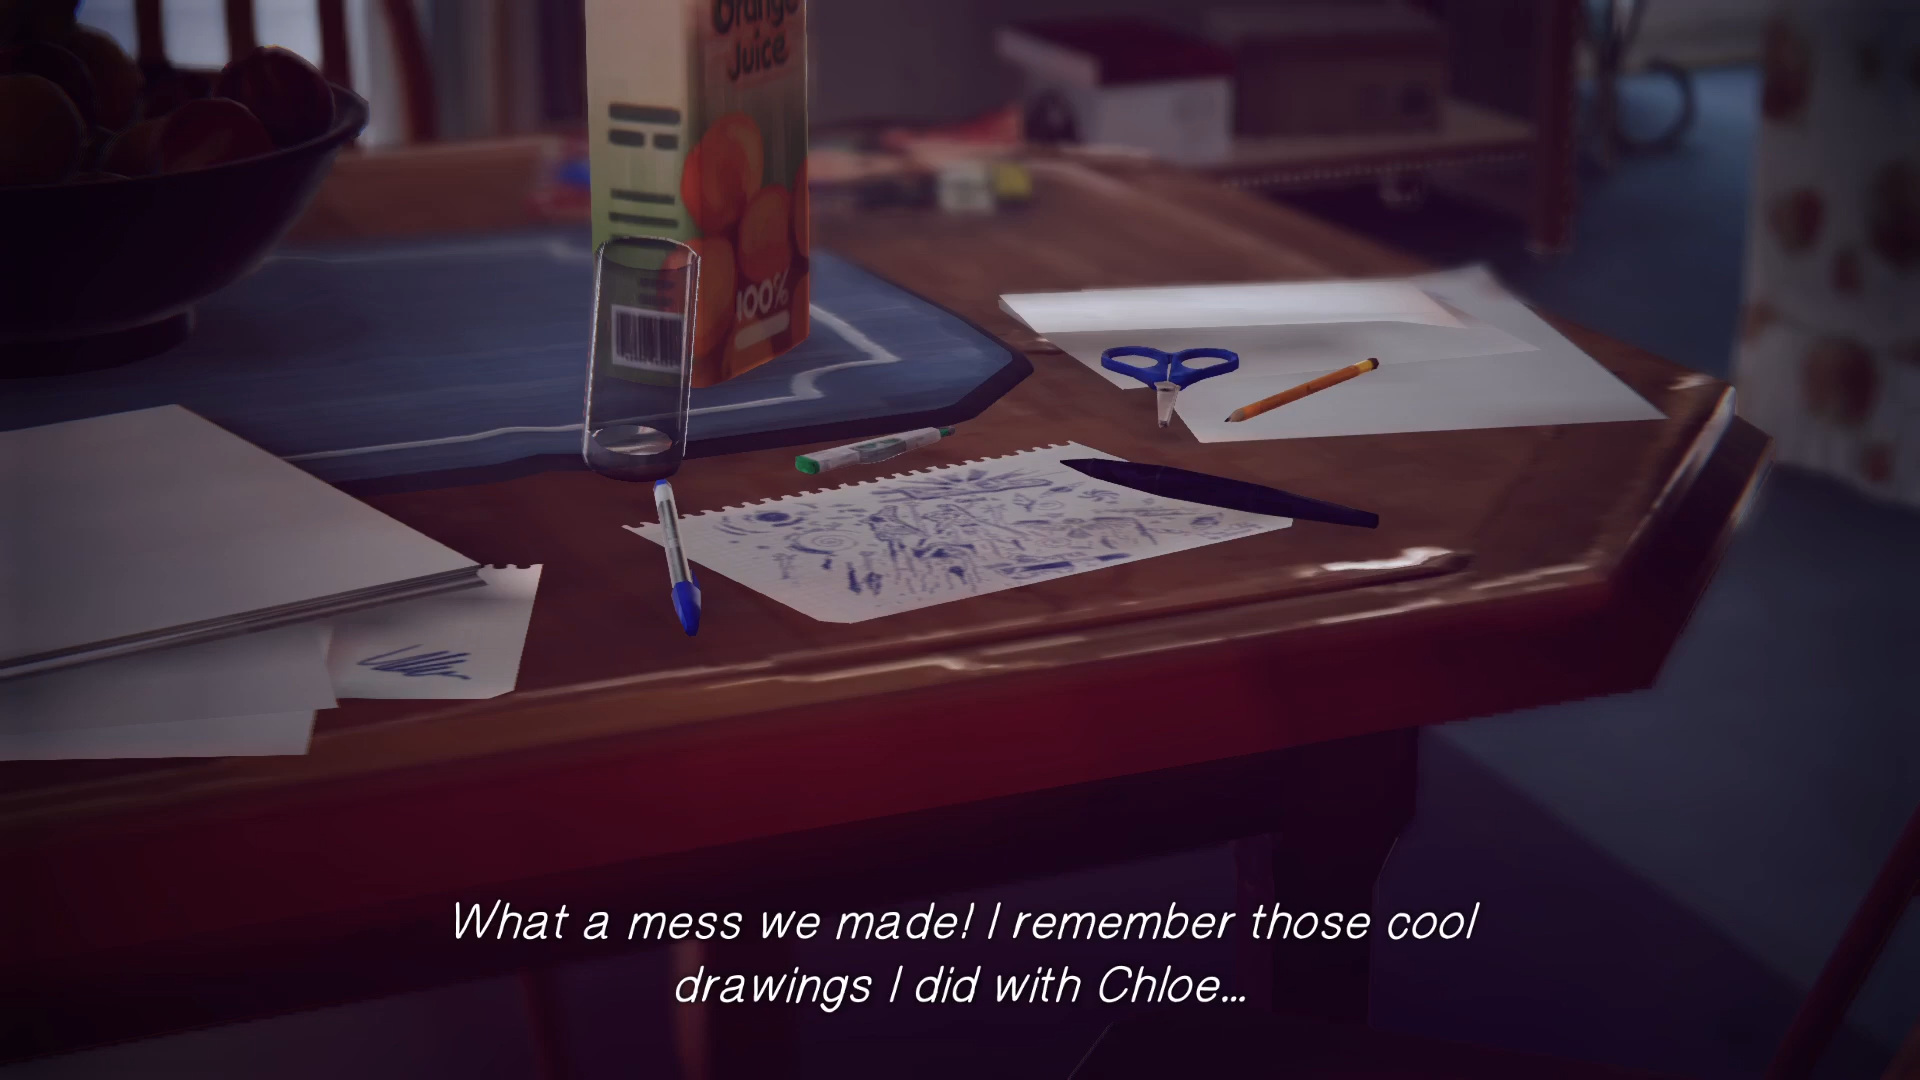 Orange
Juice
100%
What a mess we made! I remember those cool
drawings I did with Chloe...